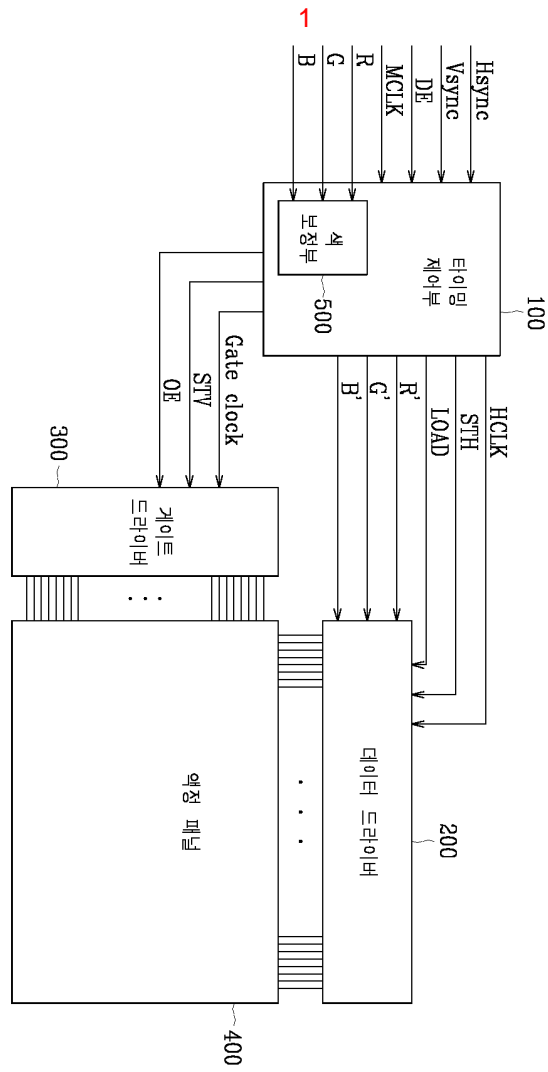 1
Hsync
Vsync
DE
MCLK
R
G
B
타이밍
제어부
100
색
보정부
500
HCLK
STH
LOAD
R'
G'
B'
Gate clock
STV
OE
300
게이트
드라이버
데이터 드라이버
200
액정 패널
400